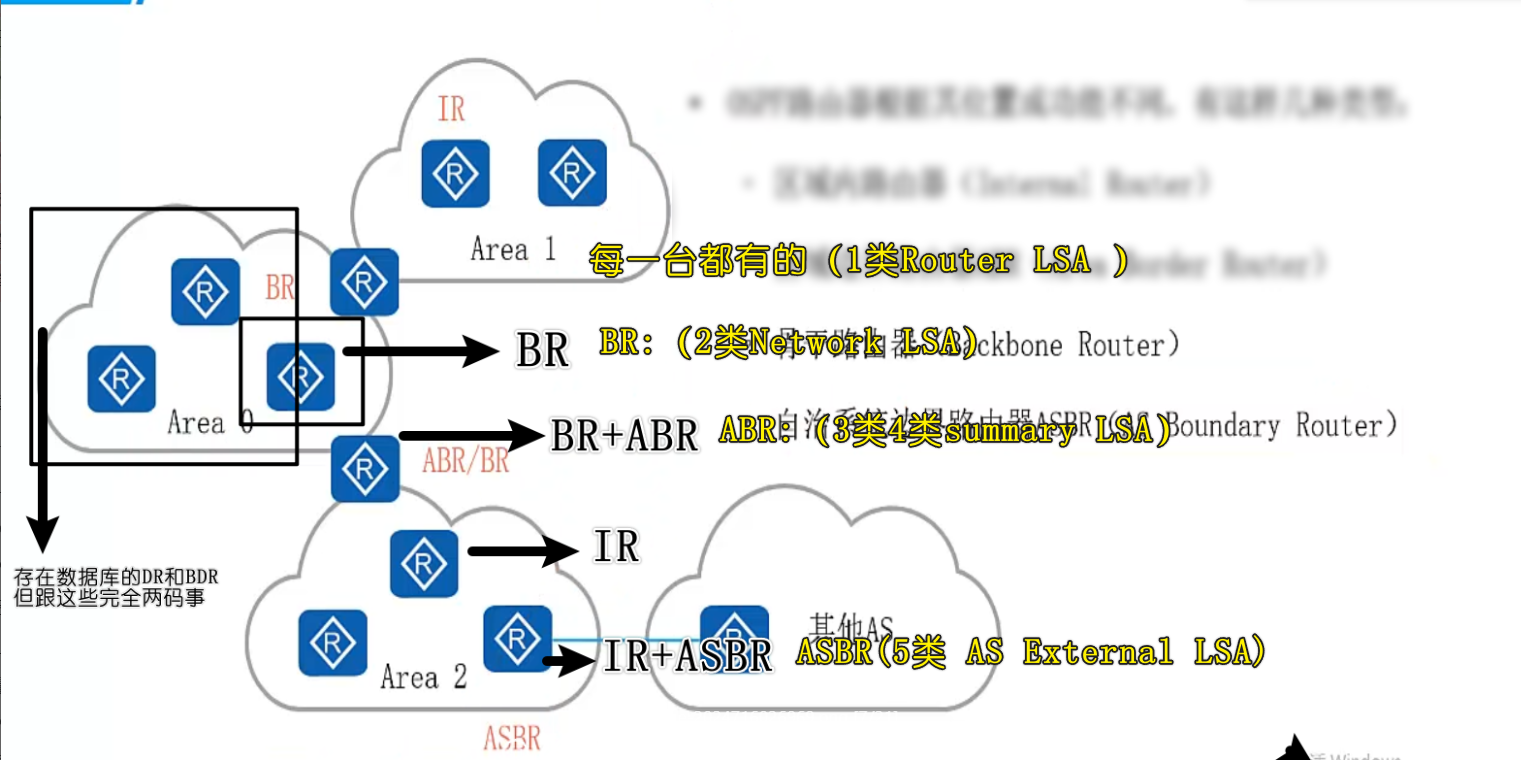 IR
Area 1
每一台都有的 (1类Router LSA )
BR
BR
BR: (2类Network LSA)
Backbone Router)
Area 0
BR+ABR
ABR: (3类4类summary LSA)
自治系统边界路由器ASBR(AS Boundary Router)
ABR/BR
IR
存在数据库的DR和BDR
但跟这些完全两码事
其他AS
IR+ASBR
ASBR(5类 AS External LSA)
Area 2
ASBR
R
R
R
R
R
R
R
R
R
R
R